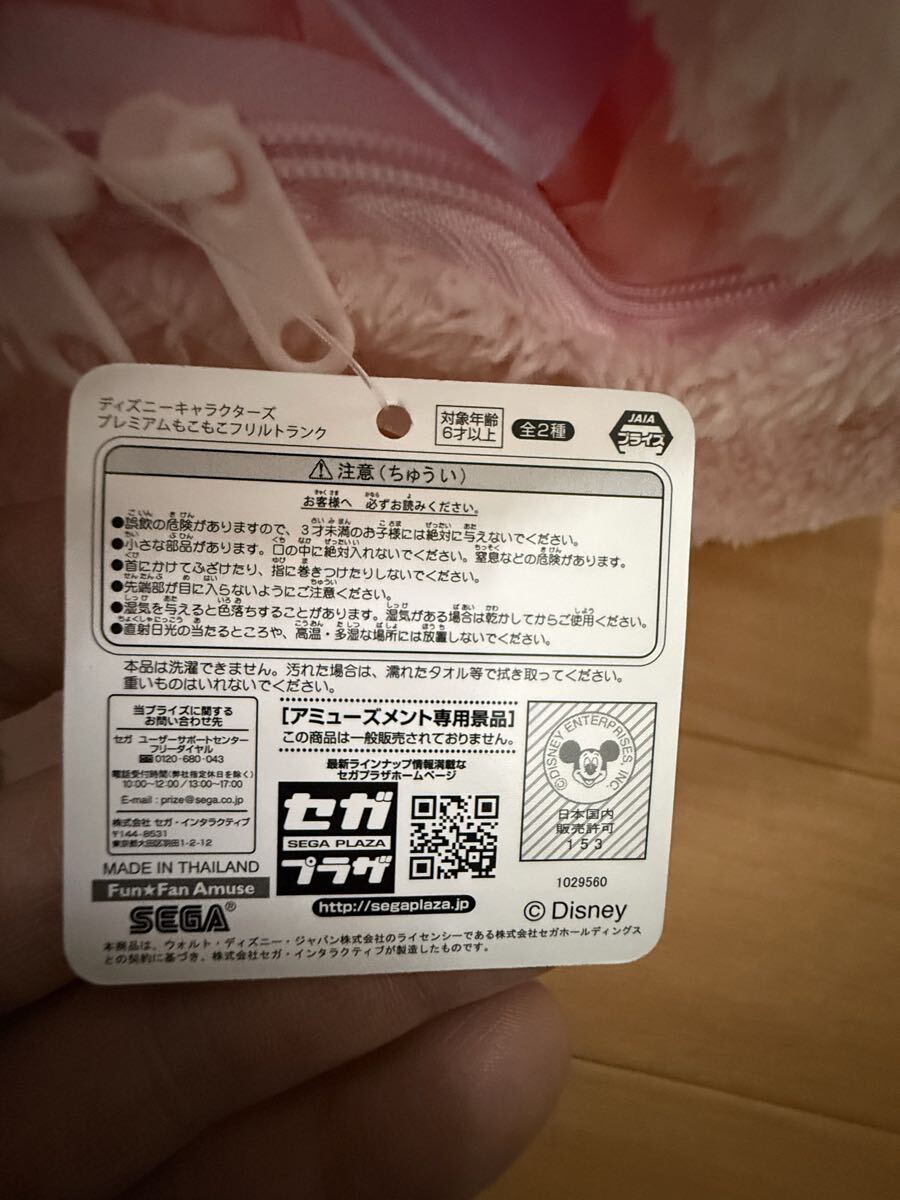 ディズニーキャラクターズ
プレミアムもこもこフリルトランク
対象年齢
6才以上
全2種
JAIA
プライズ
⚠注意(ちゅうい)
お客様へ 必ずお読みください。
●誤飲の危険がありますので、3才未満のお子様には絶対に与えないでください。
●小さな部品があります。口の中に絶対入れないでください。窒息などの危険があります。
●首にかけてふざけたり、指に巻きつけたりしないでください。
●先端部が目に入らないようにご注意ください。
●湿気を与えると色落ちすることがあります。湿気がある場合は乾かしてからご使用ください。
●直射日光の当たるところや、高温・多湿な場所には放置しないでください。
本品は洗濯できません。汚れた場合は、濡れたタオル等で拭き取ってください。
重いものはいれないでください。
当プライズに関する
お問い合わせ先
セガ ユーザーサポートセンター
フリーダイヤル
0120-680-043
電話受付時間(弊社指定休日を除く)
10:00~12:00/13:00~17:00
E-mail : prize@sega.co.jp
株式会社 セガ・インタラクティブ
〒144-8531
東京都大田区羽田1-2-12
MADE IN THAILAND
Fun★Fan Amuse
SEGA®
[アミューズメント専用景品]
この商品は一般販売されておりません。
最新ラインナップ情報満載な
セガプラザホームページ
セガ
SEGA PLAZA
プラザ
http://segaplaza.jp
©DISNEY ENTERPRISES, INC.
日本国内
販売許可
153
1029560
© Disney
本商品は、ウォルト・ディズニー・ジャパン株式会社のライセンシーである株式会社セガホールディングス
との契約に基づき、株式会社セガ・インタラクティブが製造したものです。